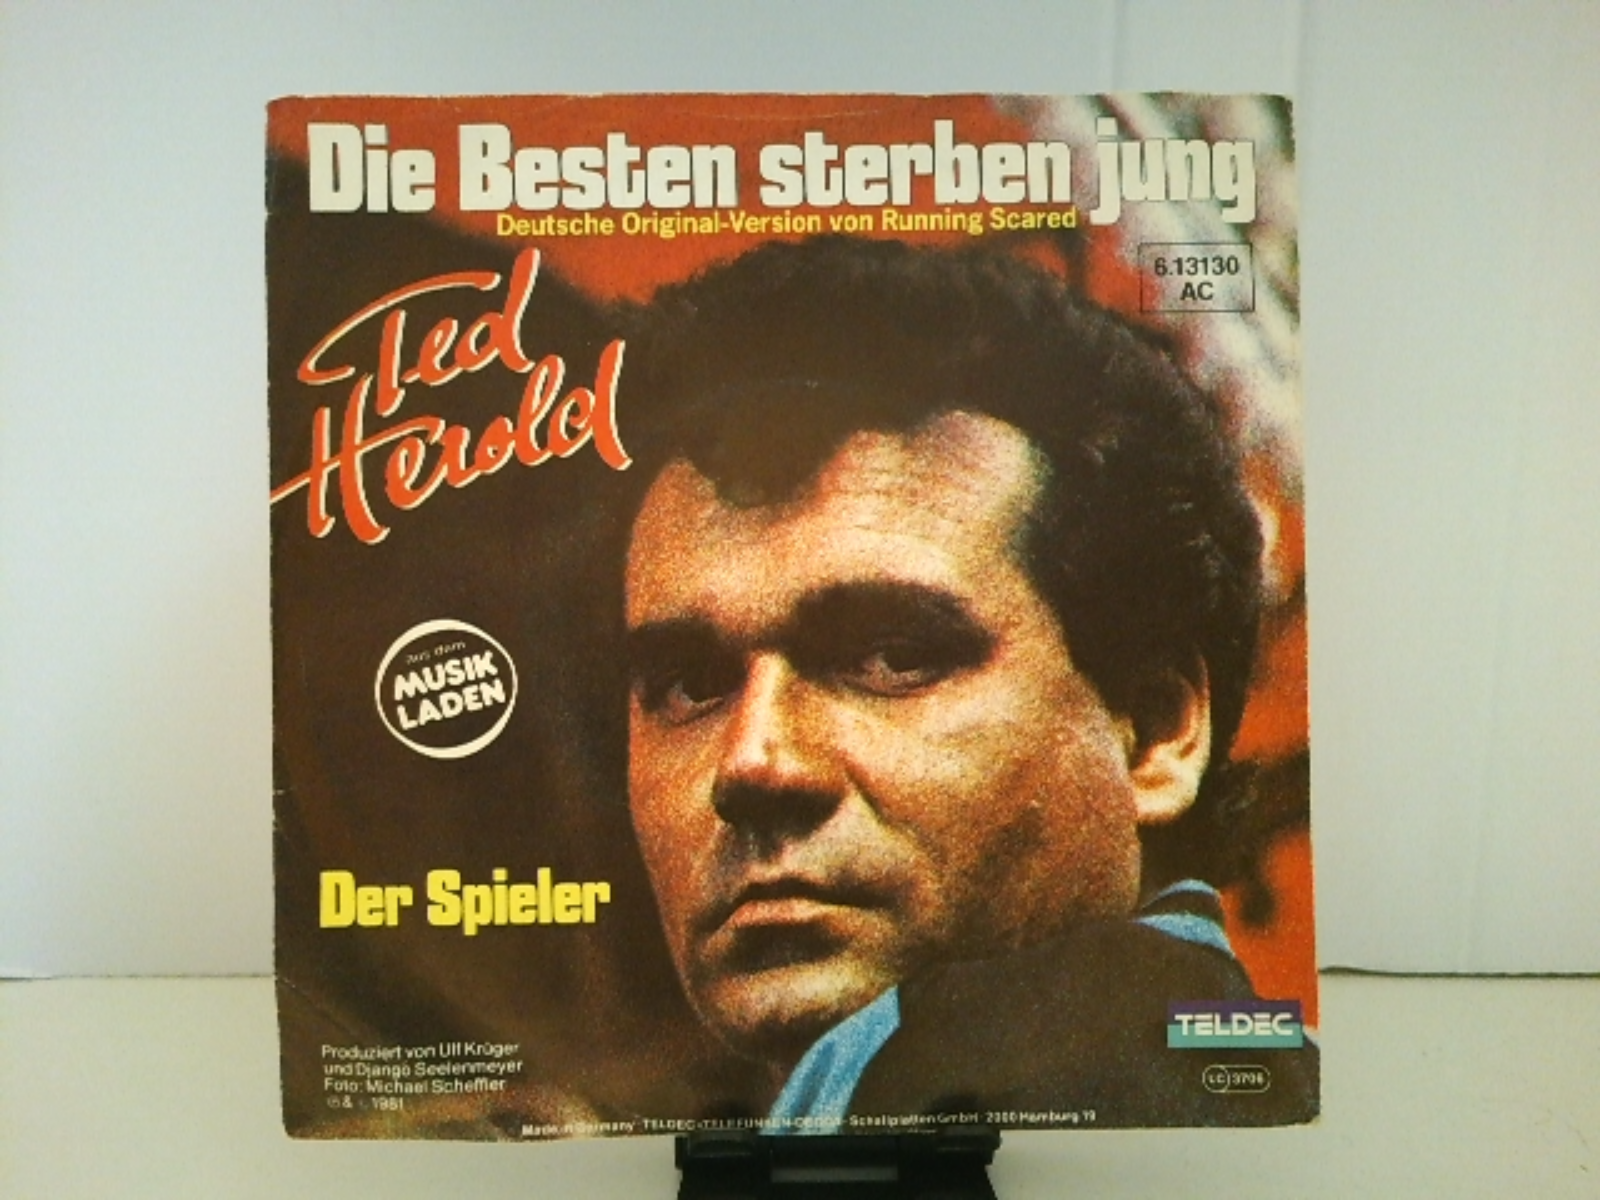 Die Besten sterben jung
Deutsche Original-Version von Running Scared
6.13130
AC
Ted
Herold
aus dem
MUSIK
LADEN
Der Spieler
TELDEC
Produziert von Ulf Krüger
und Django Seelenmeyer
Foto: Michael Scheffler
℗ & © 1981
LC 3706
Made in Germany · TELDEC »TELEFUNKEN-DECCA« Schallplatten GmbH · 2000 Hamburg 19